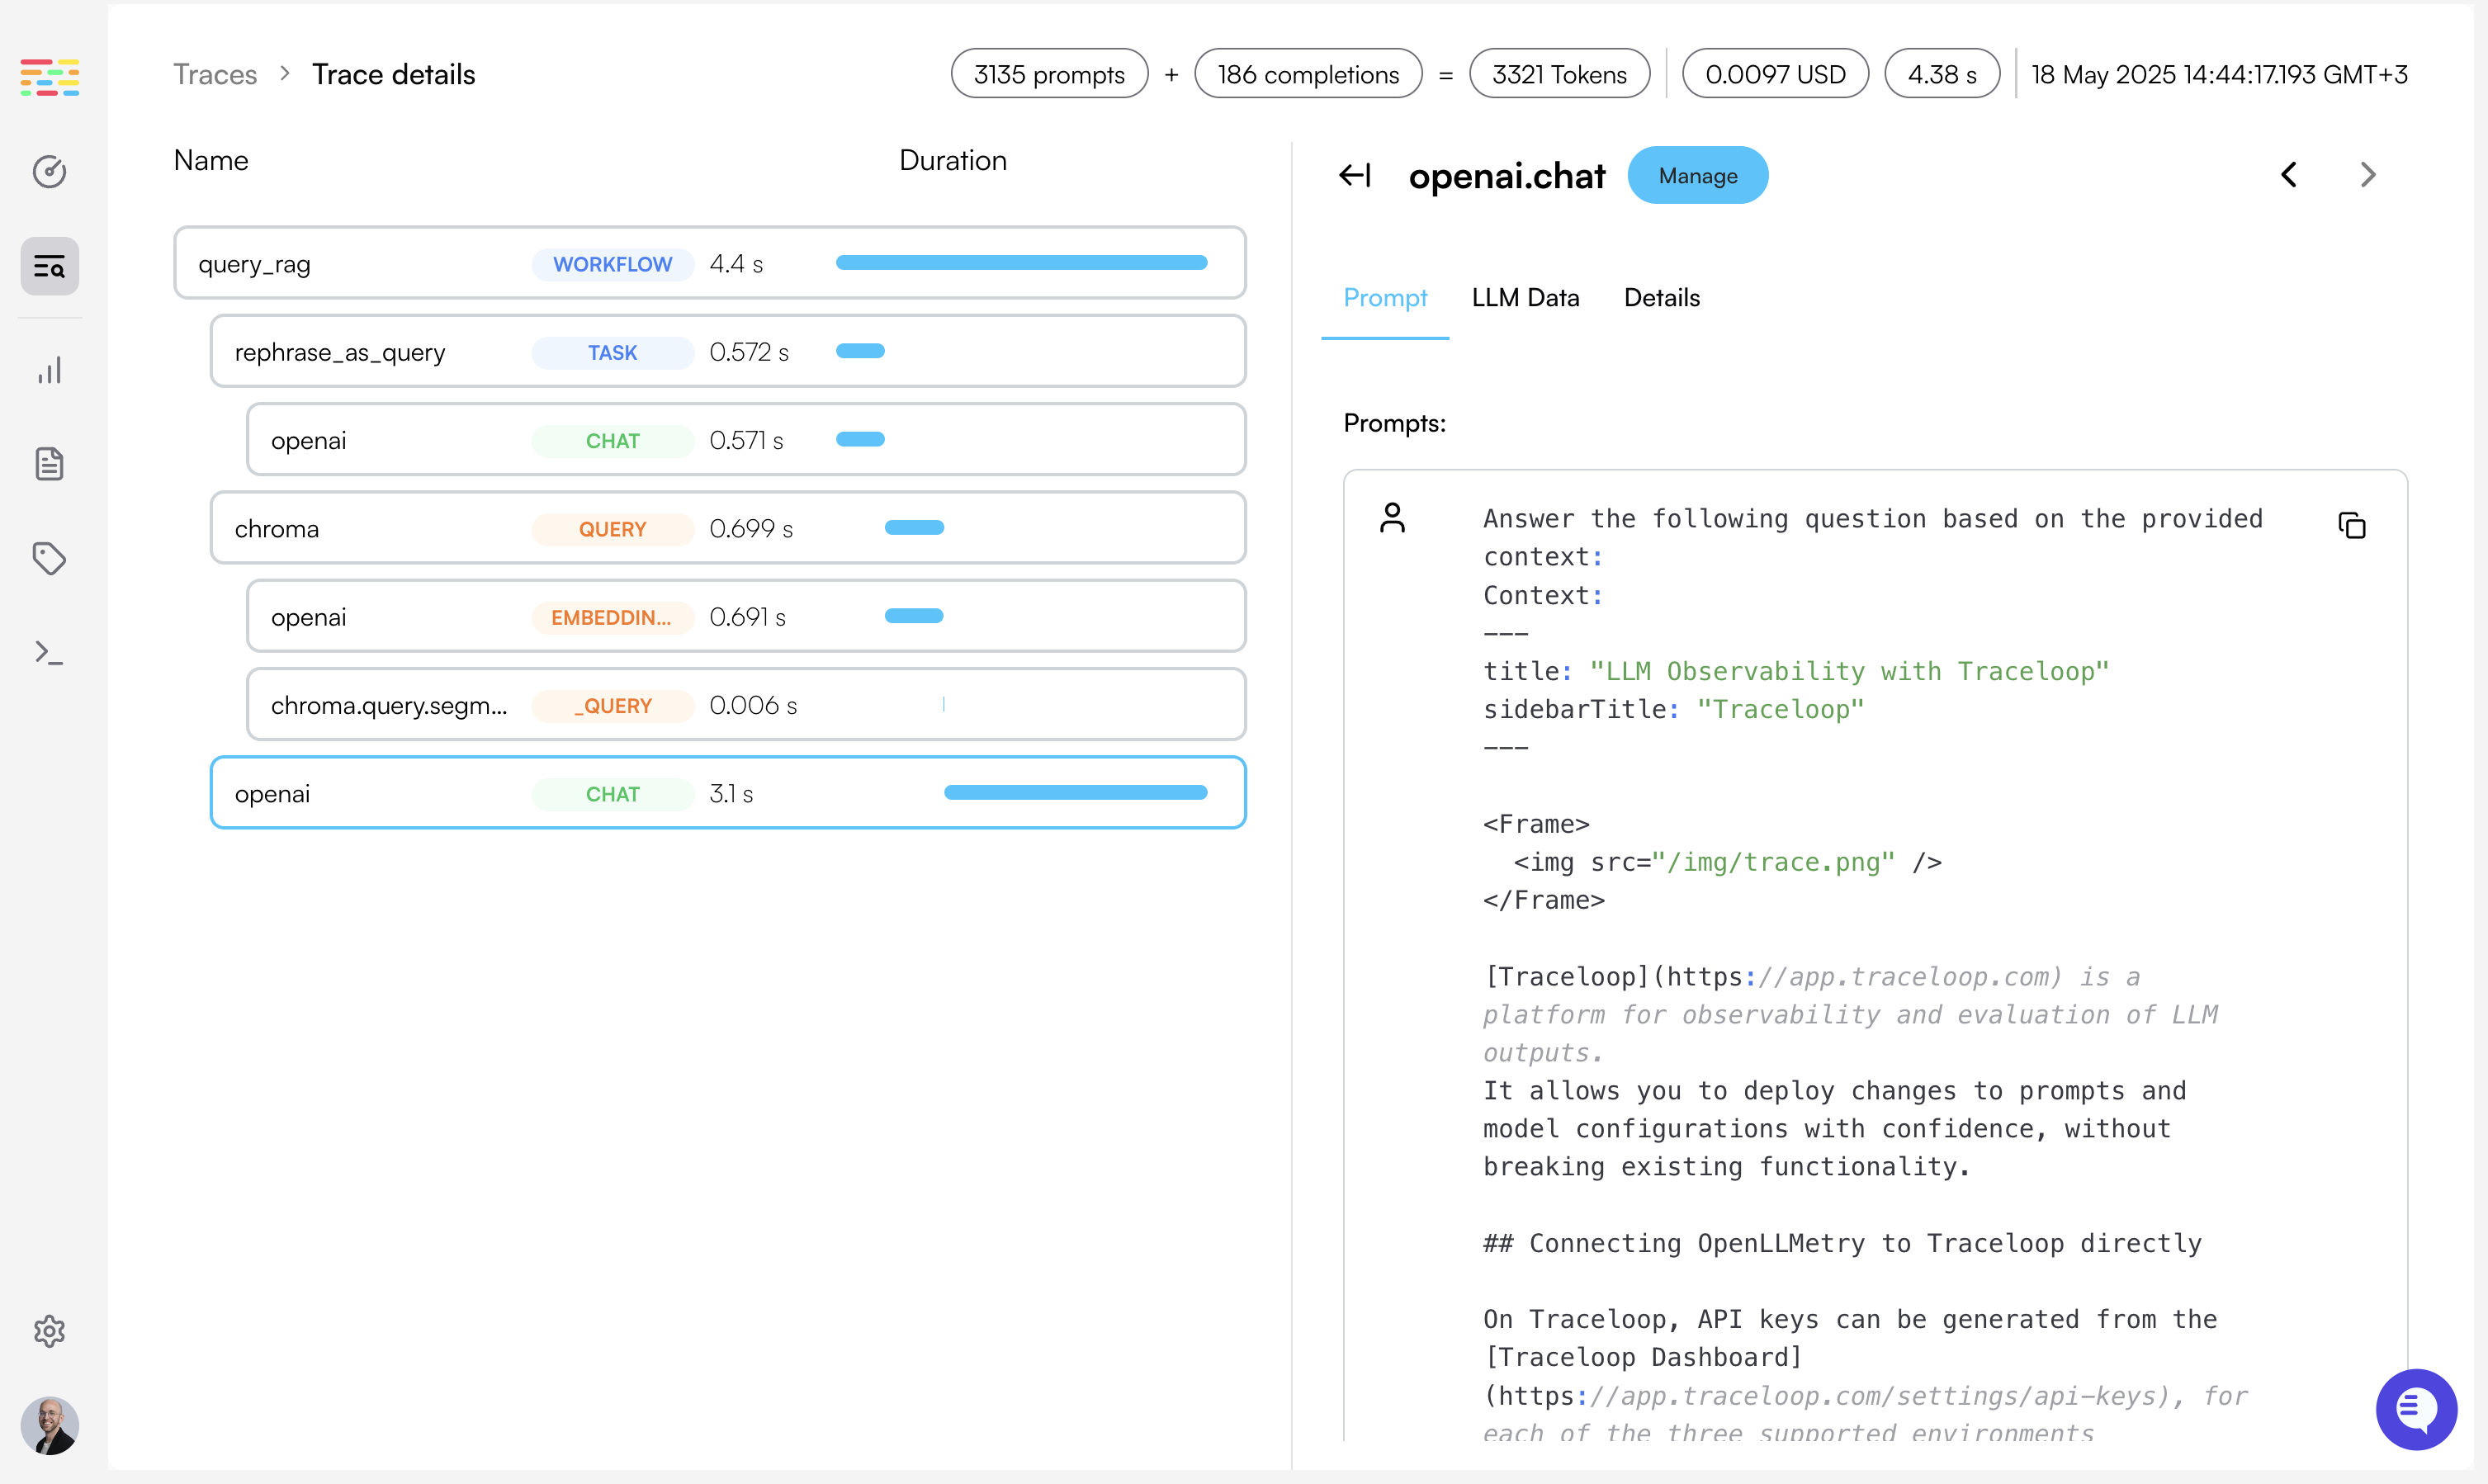 Traces > Trace details
3135 prompts + 186 completions = 3321 Tokens 0.0097 USD 4.38 s 18 May 2025 14:44:17.193 GMT+3
Name Duration
query_rag WORKFLOW 4.4 s
rephrase_as_query TASK 0.572 s
openai CHAT 0.571 s
chroma QUERY 0.699 s
openai EMBEDDIN... 0.691 s
chroma.query.segm... _QUERY 0.006 s
openai CHAT 3.1 s
openai.chat Manage
Prompt LLM Data Details
Prompts:
Answer the following question based on the provided
context:
Context:
---
title: "LLM Observability with Traceloop"
sidebarTitle: "Traceloop"
---
<Frame>
<img src="/img/trace.png" />
</Frame>
[Traceloop](https://app.traceloop.com) is a
platform for observability and evaluation of LLM
outputs.
It allows you to deploy changes to prompts and
model configurations with confidence, without
breaking existing functionality.
## Connecting OpenLLMetry to Traceloop directly
On Traceloop, API keys can be generated from the
[Traceloop Dashboard]
(https://app.traceloop.com/settings/api-keys), for
each of the three supported environments